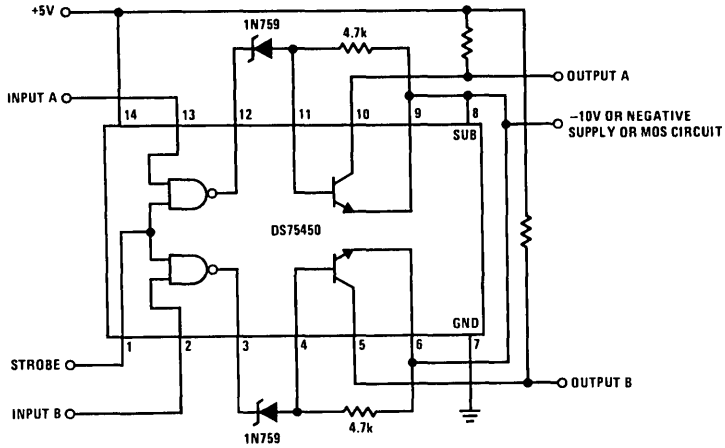 +5V
1N759
4.7k
OUTPUT A
INPUT A
14 13 12 11 10 9 8
SUB
–10V OR NEGATIVE
SUPPLY OR MOS CIRCUIT
DS75450
GND
1 2 3 4 5 6 7
STROBE
OUTPUT B
INPUT B
1N759
4.7k